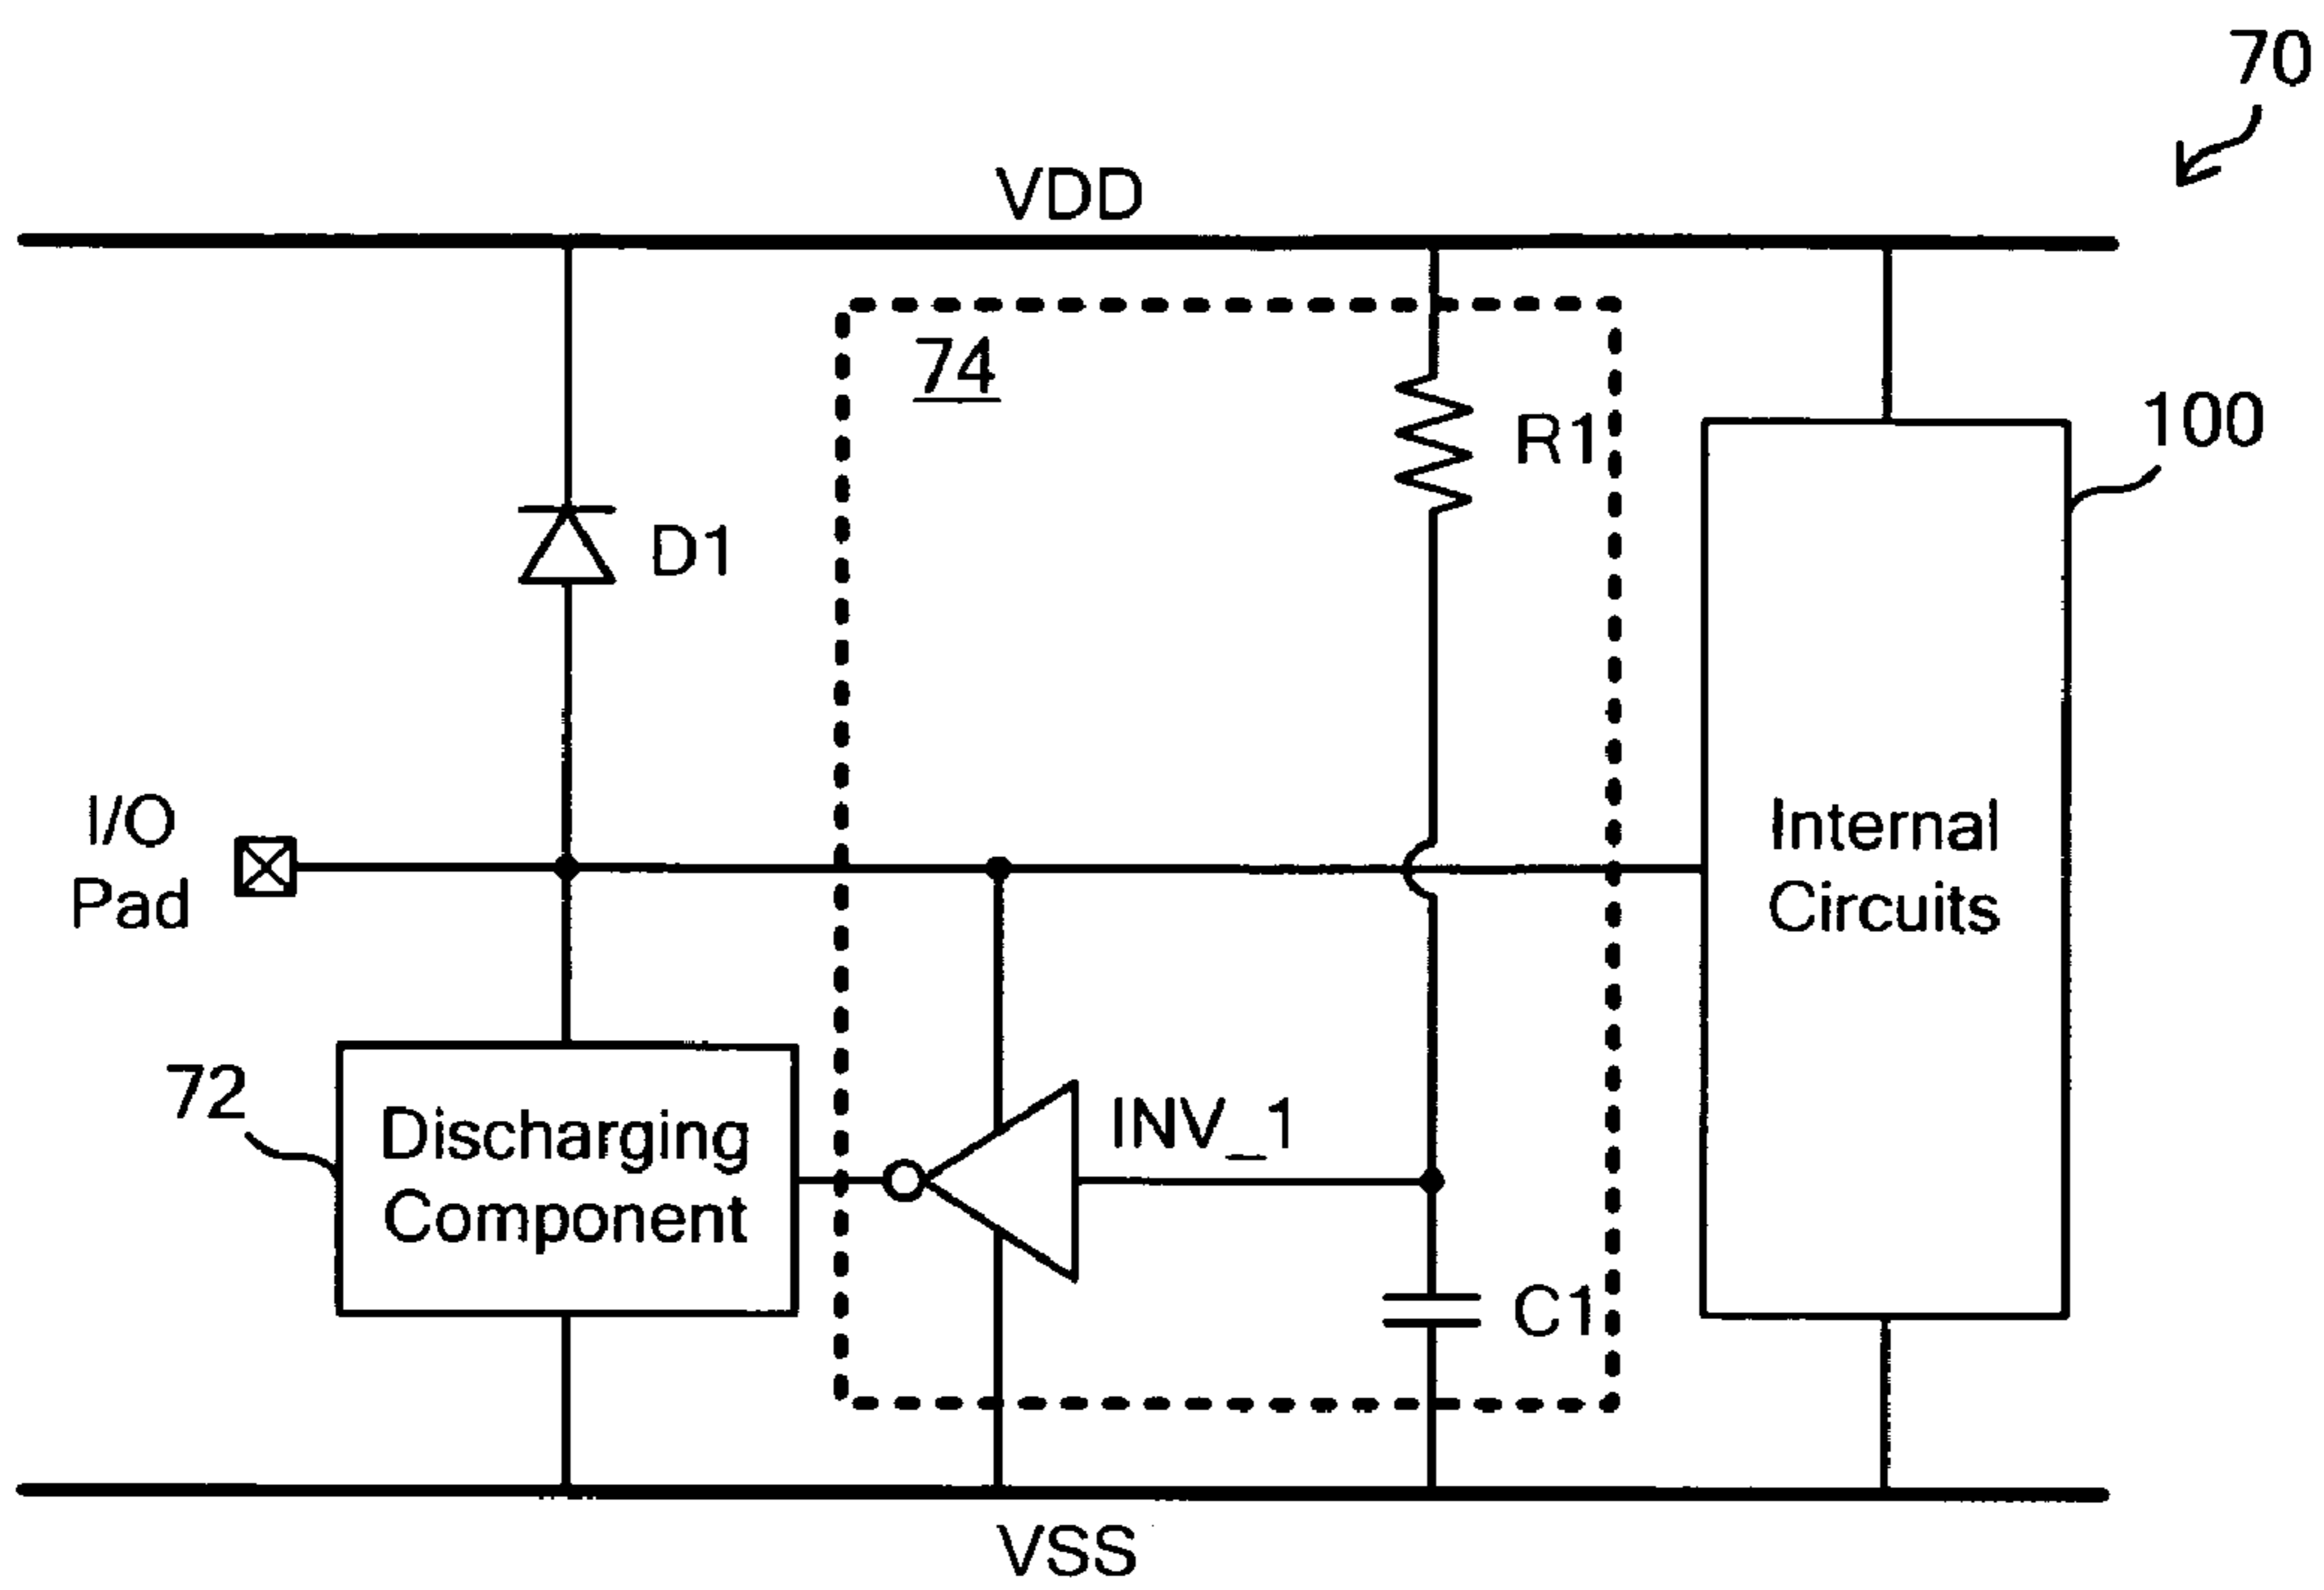 70
VDD
74
R1
100
D1
I/O
Pad
Internal
Circuits
72
Discharging
Component
INV_1
C1
VSS